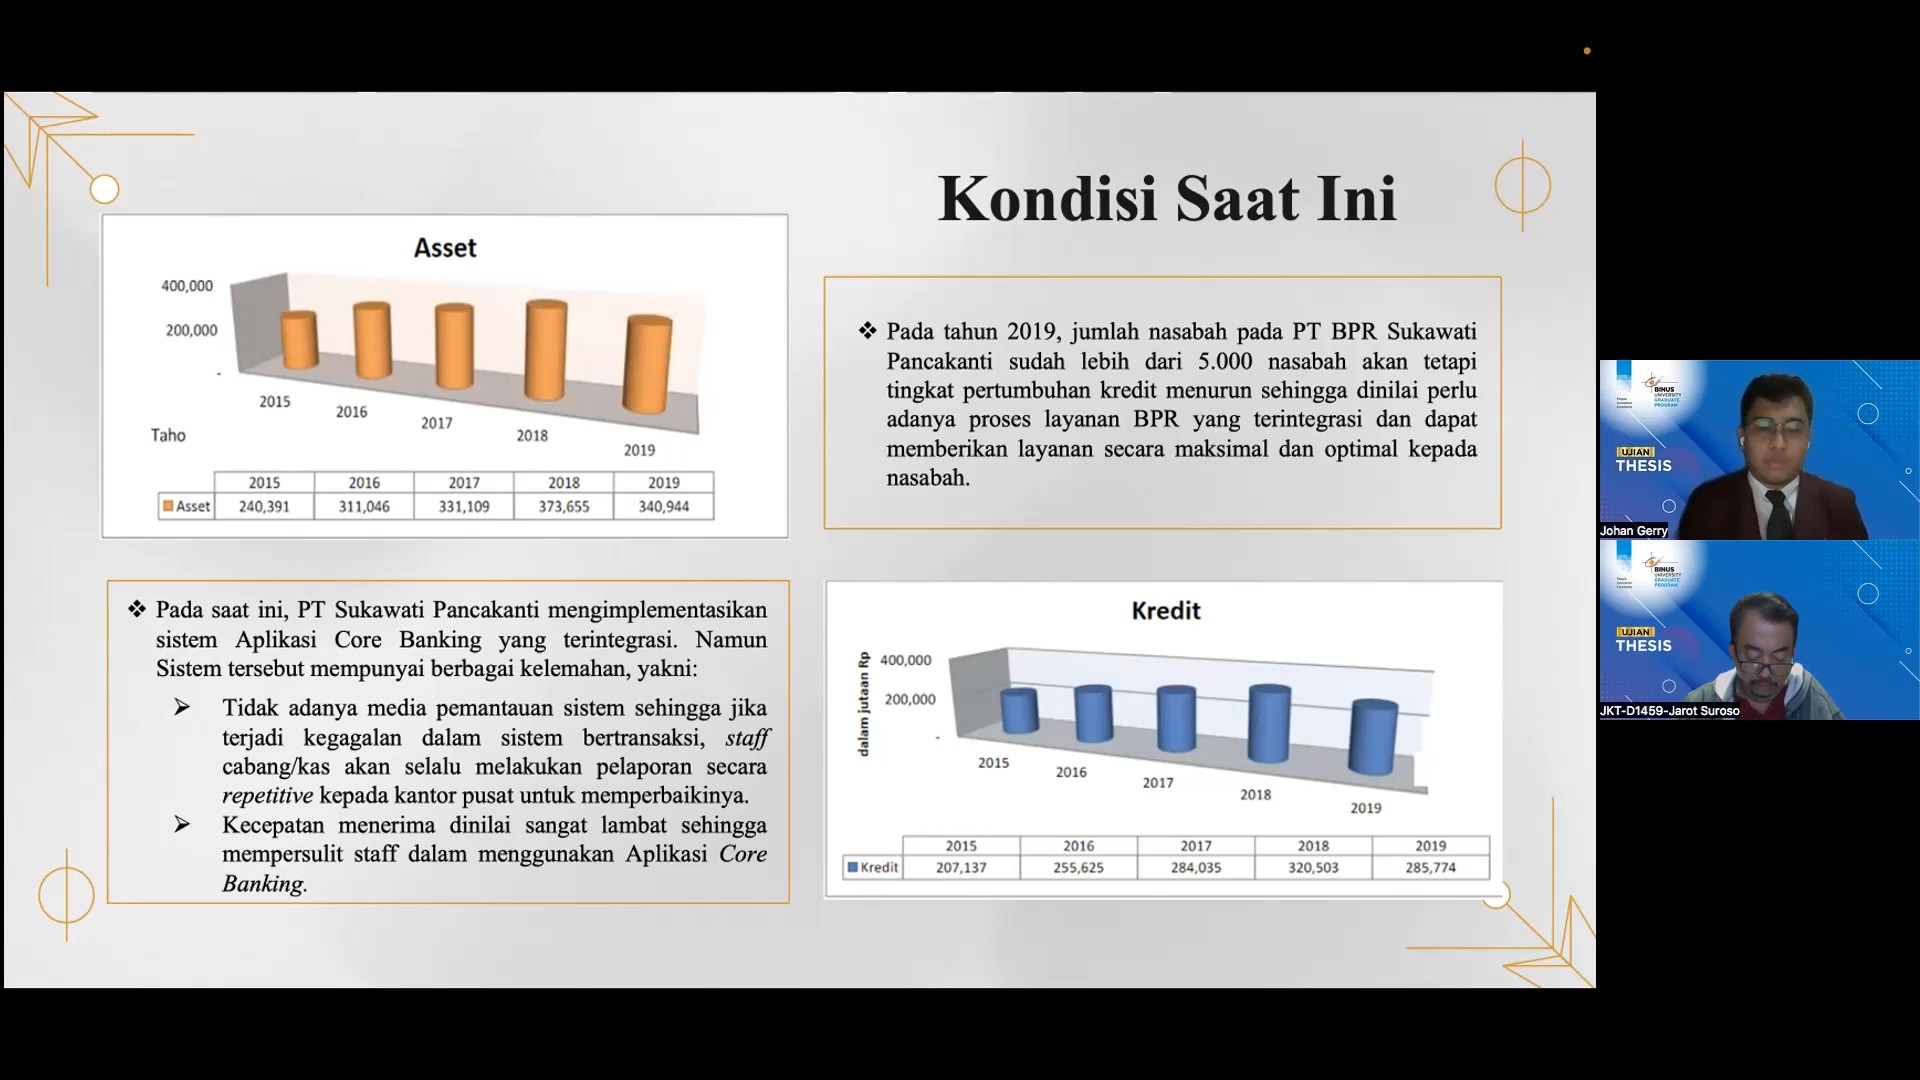 Kondisi Saat Ini
Asset
400,000
200,000
-
2015
2016
2017
2018
2019
Taho
2015 2016 2017 2018 2019
Asset 240,391 311,046 331,109 373,655 340,944
❖ Pada tahun 2019, jumlah nasabah pada PT BPR Sukawati
Pancakanti sudah lebih dari 5.000 nasabah akan tetapi
tingkat pertumbuhan kredit menurun sehingga dinilai perlu
adanya proses layanan BPR yang terintegrasi dan dapat
memberikan layanan secara maksimal dan optimal kepada
nasabah.
❖ Pada saat ini, PT Sukawati Pancakanti mengimplementasikan
sistem Aplikasi Core Banking yang terintegrasi. Namun
Sistem tersebut mempunyai berbagai kelemahan, yakni:
➢ Tidak adanya media pemantauan sistem sehingga jika
terjadi kegagalan dalam sistem bertransaksi, staff
cabang/kas akan selalu melakukan pelaporan secara
repetitive kepada kantor pusat untuk memperbaikinya.
➢ Kecepatan menerima dinilai sangat lambat sehingga
mempersulit staff dalam menggunakan Aplikasi Core
Banking.
Kredit
dalam jutaan Rp
400,000
200,000
-
2015
2016
2017
2018
2019
2015 2016 2017 2018 2019
Kredit 207,137 255,625 284,035 320,503 285,774
BINUS
UNIVERSITY
GRADUATE
PROGRAM
UJIAN
THESIS
Johan Gerry
BINUS
UNIVERSITY
GRADUATE
PROGRAM
UJIAN
THESIS
JKT-D1459-Jarot Suroso